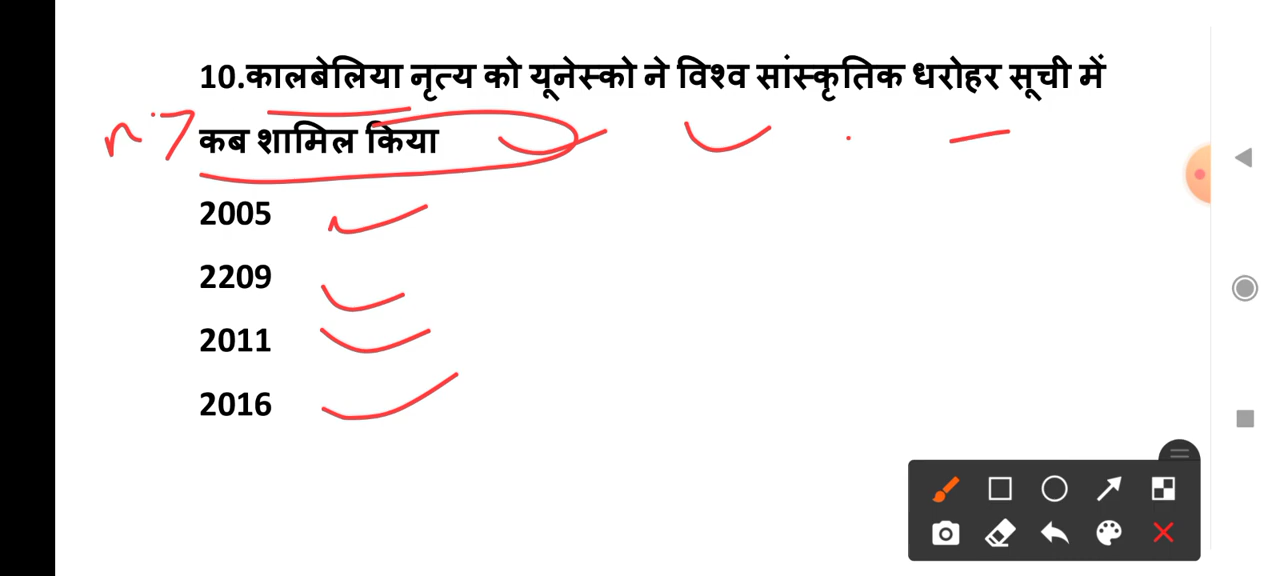 10.कालबेलिया नृत्य को यूनेस्को ने विश्व सांस्कृतिक धरोहर सूची में
कब शामिल किया
2005
2209
2011
2016